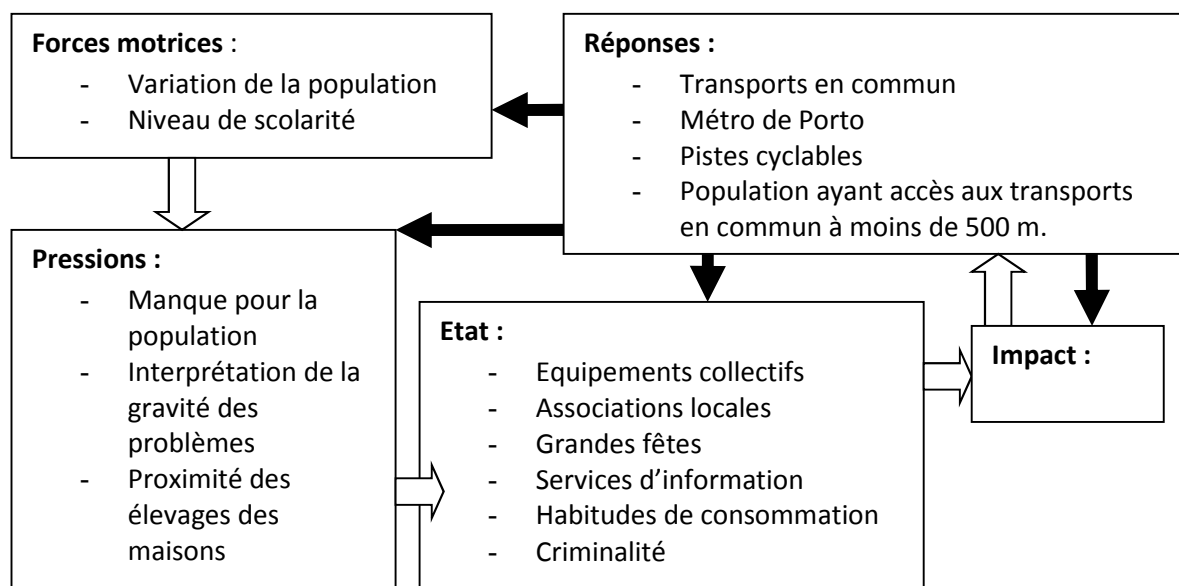 Forces motrices :
- Variation de la population
- Niveau de scolarité
Réponses :
- Transports en commun
- Métro de Porto
- Pistes cyclables
- Population ayant accès aux transports
en commun à moins de 500 m.
Pressions :
- Manque pour la
population
- Interprétation de la
gravité des
problèmes
- Proximité des
élevages des
maisons
Etat :
- Equipements collectifs
- Associations locales
- Grandes fêtes
- Services d’information
- Habitudes de consommation
- Criminalité
Impact :